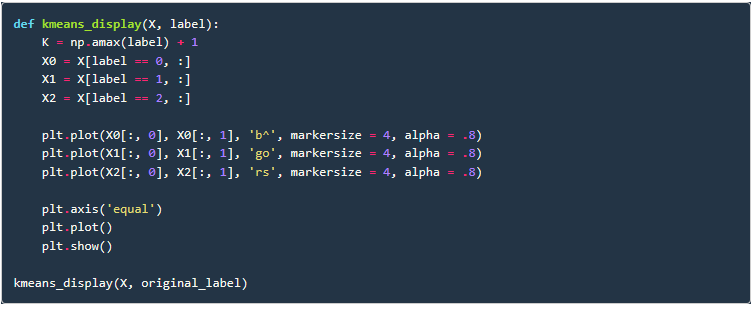 def kmeans_display(X, label):
    K = np.amax(label) + 1
    X0 = X[label == 0, :]
    X1 = X[label == 1, :]
    X2 = X[label == 2, :]

    plt.plot(X0[:, 0], X0[:, 1], 'b^', markersize = 4, alpha = .8)
    plt.plot(X1[:, 0], X1[:, 1], 'go', markersize = 4, alpha = .8)
    plt.plot(X2[:, 0], X2[:, 1], 'rs', markersize = 4, alpha = .8)

    plt.axis('equal')
    plt.plot()
    plt.show()

kmeans_display(X, original_label)